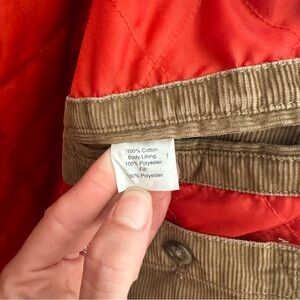 100% Cotton
Body Lining:
100% Polyester
Fill:
100% Polyester